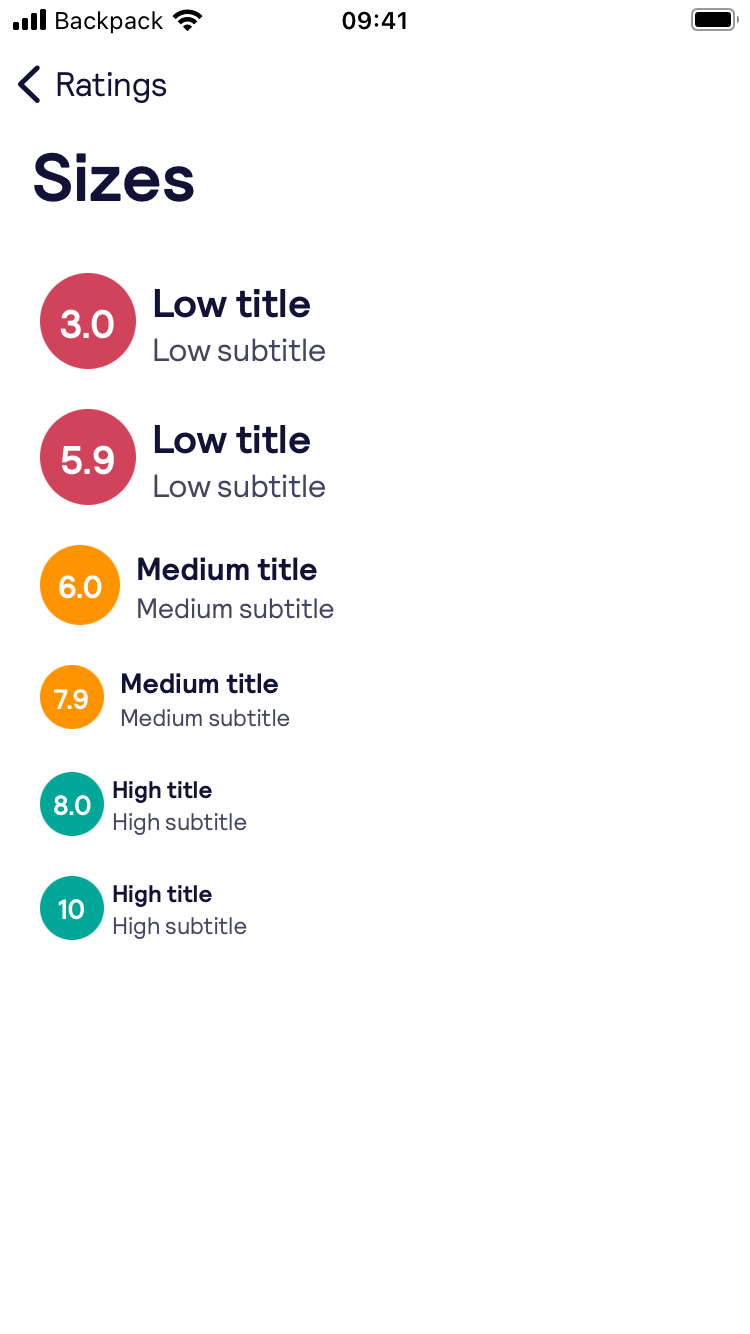 Backpack 09:41
Ratings
Sizes
3.0
Low title
Low subtitle
5.9
Low title
Low subtitle
6.0
Medium title
Medium subtitle
7.9
Medium title
Medium subtitle
8.0
High title
High subtitle
10
High title
High subtitle